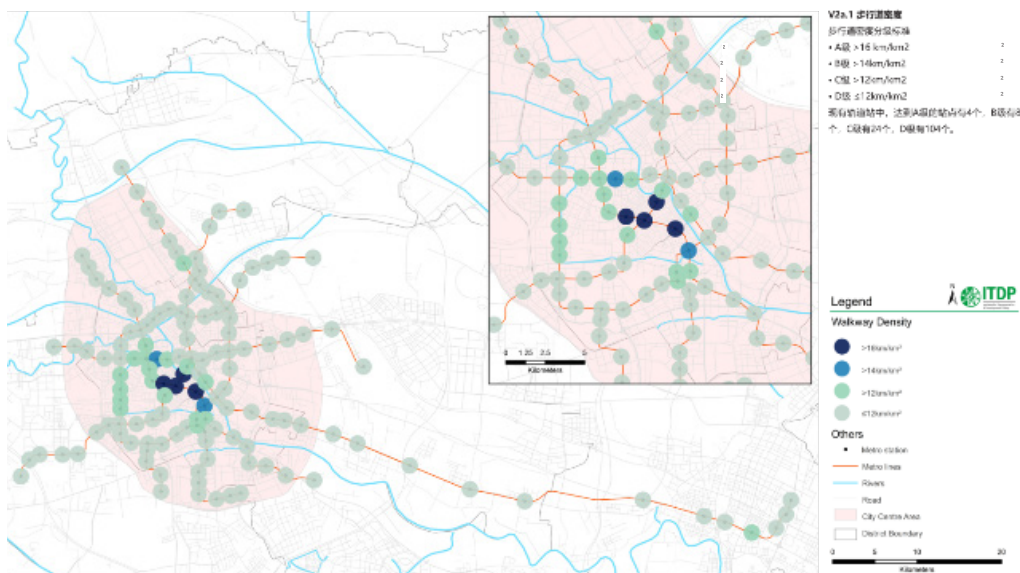 V2a.1 步行道密度
步行道密度分级标准
• A级 >16 km/km2
• B级 >14km/km2
• C级 >12km/km2
• D级 ≤12km/km2
2
2
2
2
现有轨道站中，达到A级的站点有4个，B级有8
个，C级有24个，D级有104个。
0 1.25 2.5 5
Kilometers
N
ITDP
Legend
Walkway Density
>16km/km²
>14km/km²
>12km/km²
≤12km/km²
Others
Metro station
Metro lines
Rivers
Road
City Centre Area
District Boundary
0 5 10 20
Kilometers